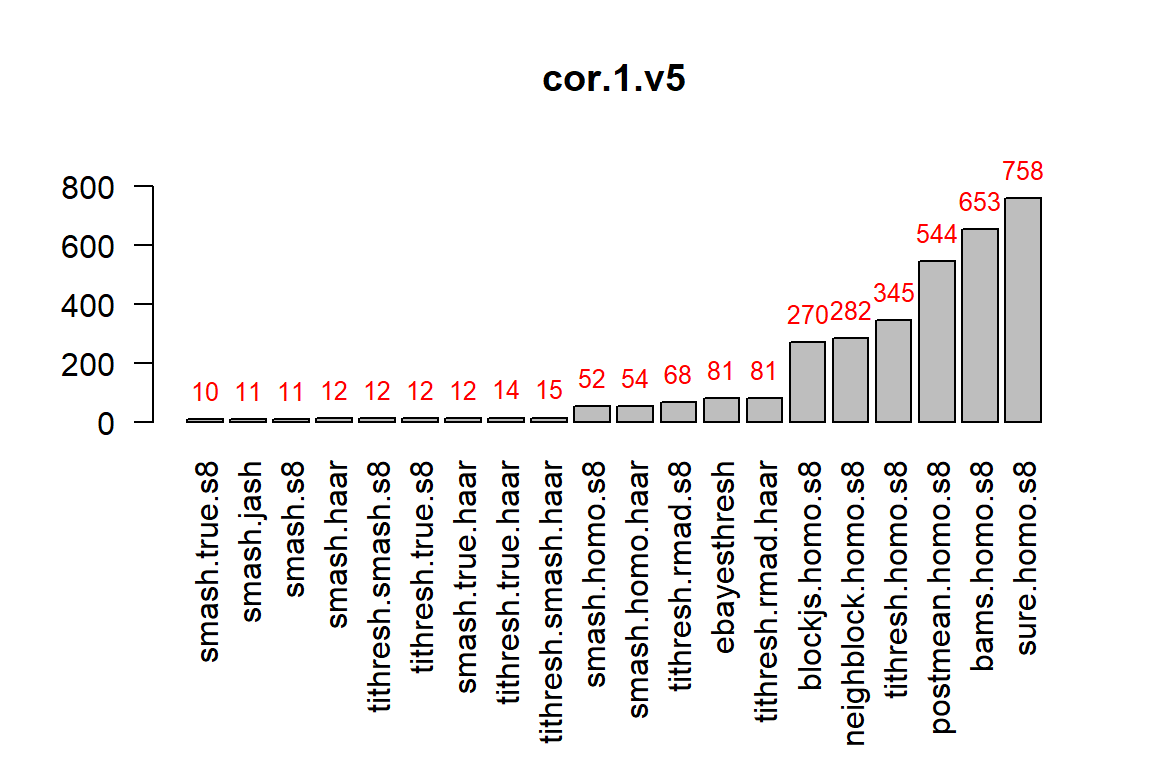 cor.1.v5
800
600
400
200
0
10
11
11
12
12
12
12
14
15
52
54
68
81
81
270
282
345
544
653
758
smash.true.s8
smash.jash
smash.s8
smash.haar
tithresh.smash.s8
tithresh.true.s8
smash.true.haar
tithresh.true.haar
tithresh.smash.haar
smash.homo.s8
smash.homo.haar
tithresh.rmad.s8
ebayesthresh
tithresh.rmad.haar
blockjs.homo.s8
neighblock.homo.s8
tithresh.homo.s8
postmean.homo.s8
bams.homo.s8
sure.homo.s8